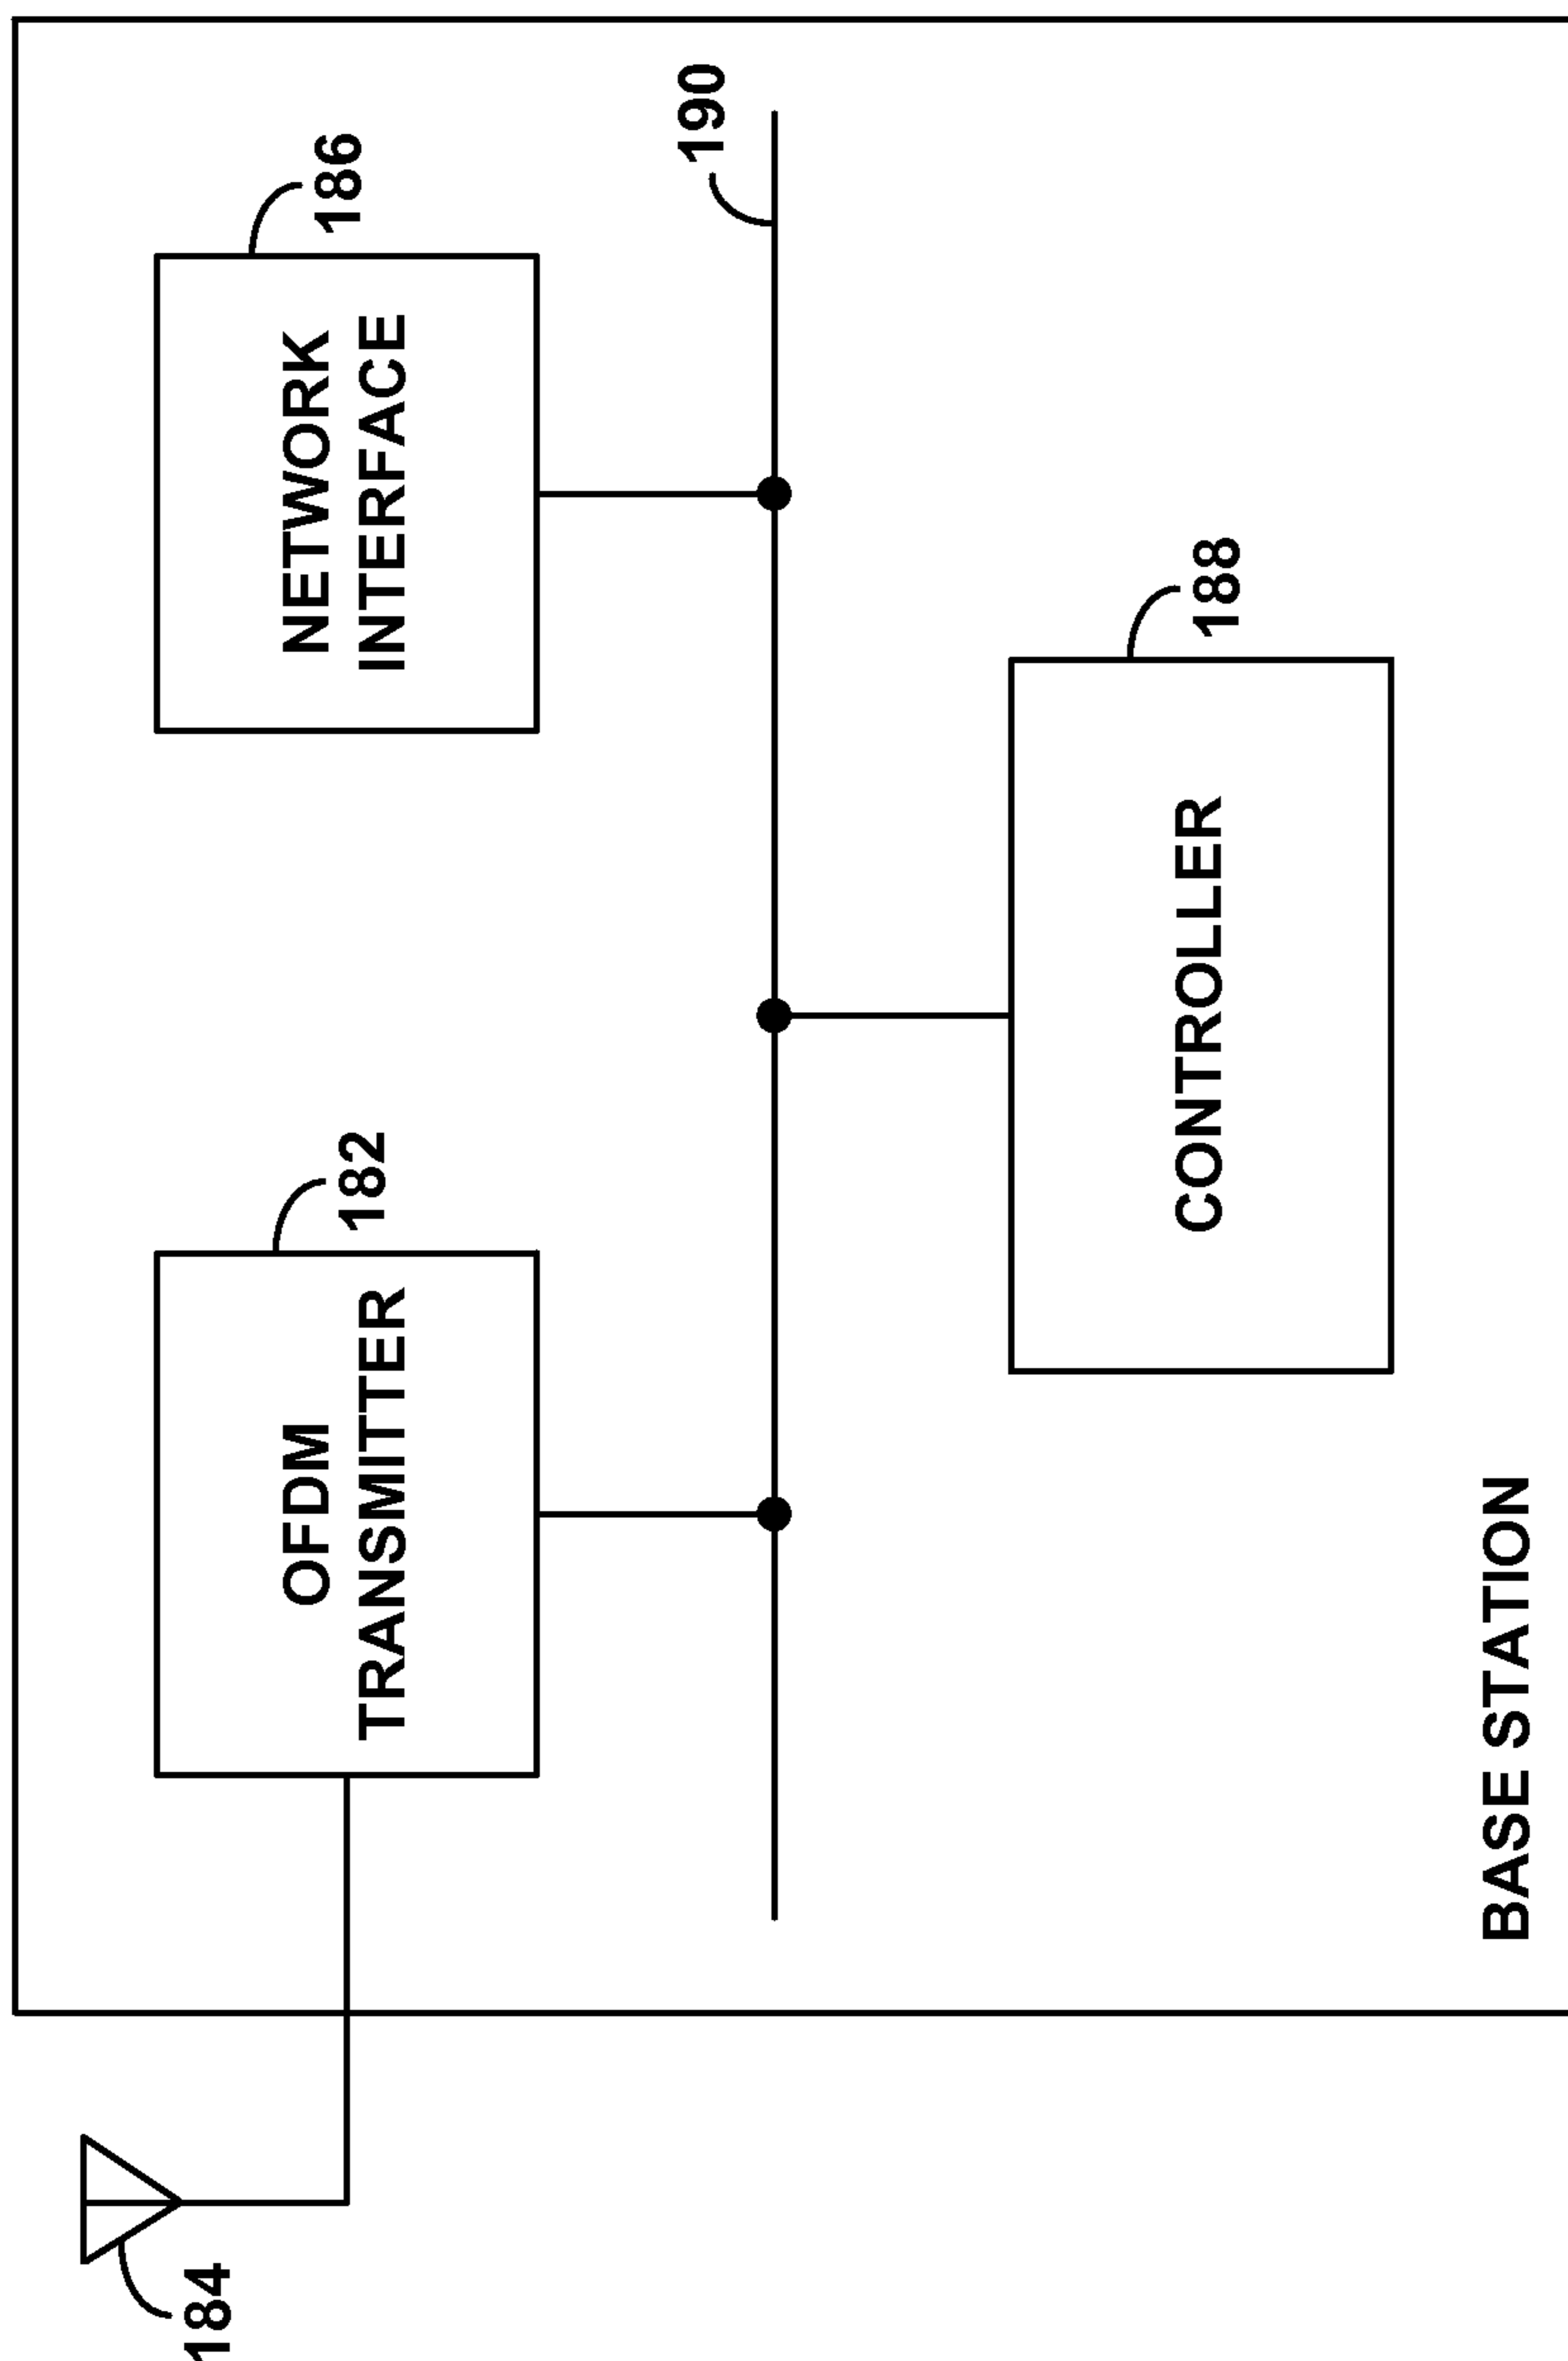 184
OFDM
TRANSMITTER
182
NETWORK
INTERFACE
186
190
CONTROLLER
188
BASE STATION